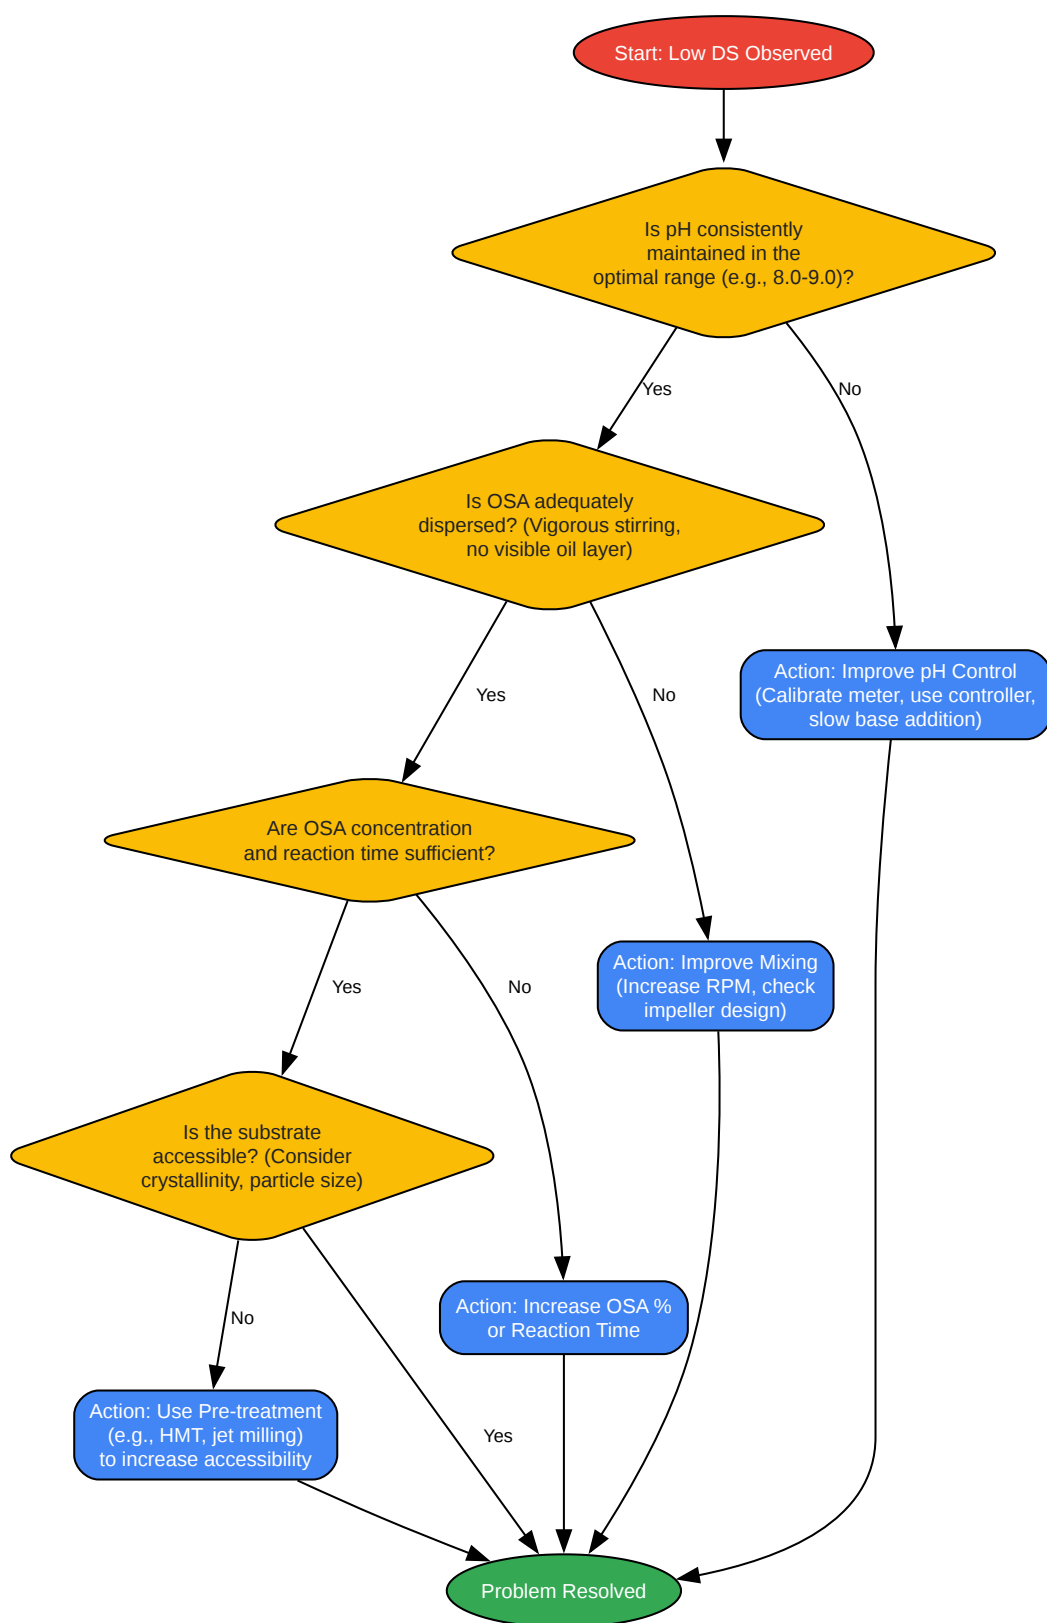 Start: Low DS Observed
Is pH consistently
maintained in the
optimal range (e.g., 8.0-9.0)?
Yes
No
Is OSA adequately
dispersed? (Vigorous stirring,
no visible oil layer)
Yes
No
Action: Improve pH Control
(Calibrate meter, use controller,
slow base addition)
Are OSA concentration
and reaction time sufficient?
Yes
No
Action: Improve Mixing
(Increase RPM, check
impeller design)
Is the substrate
accessible? (Consider
crystallinity, particle size)
No
Yes
Action: Increase OSA %
or Reaction Time
Action: Use Pre-treatment
(e.g., HMT, jet milling)
to increase accessibility
Problem Resolved